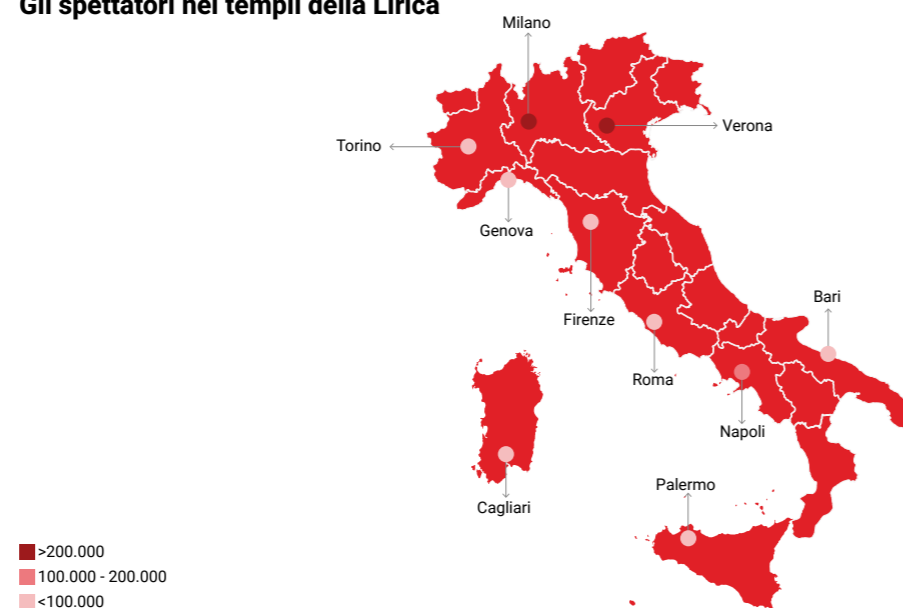 Gli spettatori nei templi della Lirica
Milano
Verona
Torino
Genova
Bari
Firenze
Roma
Napoli
Palermo
Cagliari
>200.000
100.000 - 200.000
<100.000